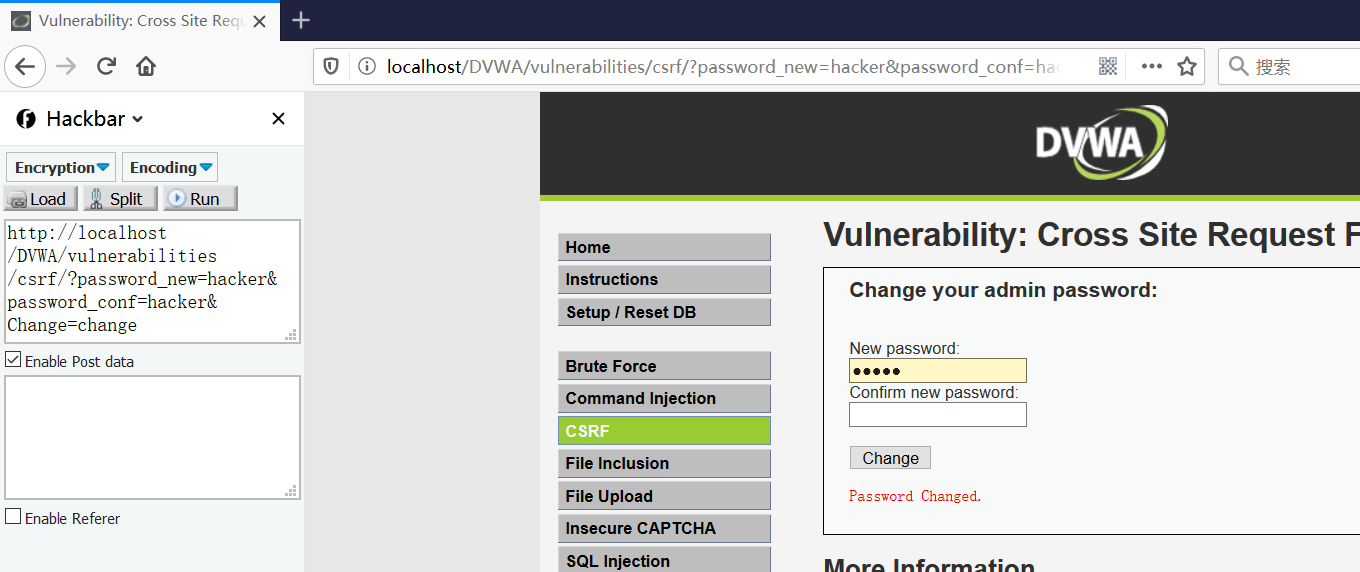 Vulnerability: Cross Site Req
localhost/DVWA/vulnerabilities/csrf/?password_new=hacker&password_conf=hac
搜索
Hackbar
Encryption Encoding
Load Split Run
http://localhost
/DVWA/vulnerabilities
/csrf/?password_new=hacker&
password_conf=hacker&
Change=change
Enable Post data
Enable Referer
DVWA
Home
Instructions
Setup / Reset DB
Brute Force
Command Injection
CSRF
File Inclusion
File Upload
Insecure CAPTCHA
SQL Injection
Vulnerability: Cross Site Request F
Change your admin password:
New password:
●●●●●
Confirm new password:
Change
Password Changed.
More Information